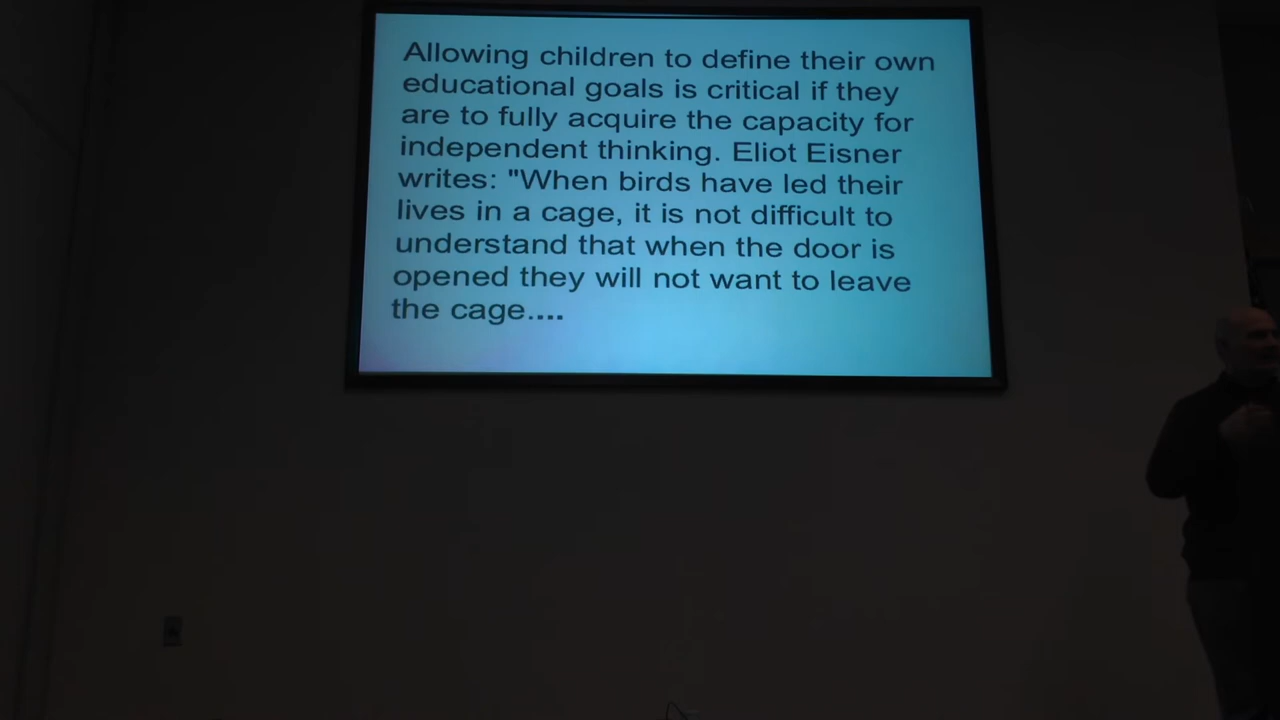 Allowing children to define their own
educational goals is critical if they
are to fully acquire the capacity for
independent thinking. Eliot Eisner
writes: "When birds have led their
lives in a cage, it is not difficult to
understand that when the door is
opened they will not want to leave
the cage....